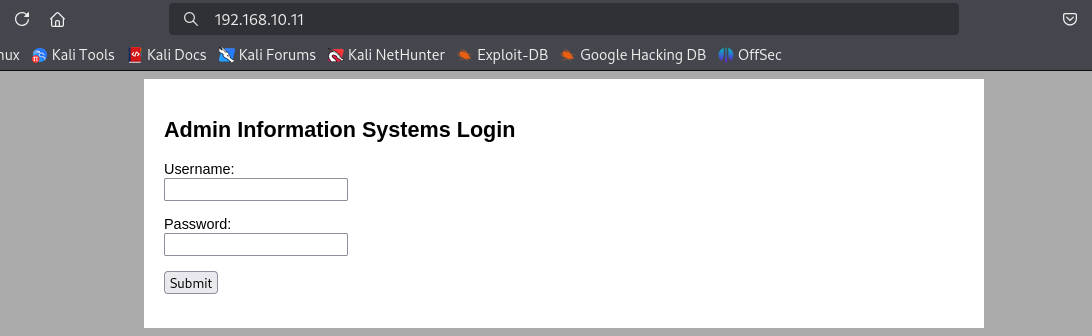 192.168.10.11
nux Kali Tools Kali Docs Kali Forums Kali NetHunter Exploit-DB Google Hacking DB OffSec
Admin Information Systems Login
Username:
Password:
Submit